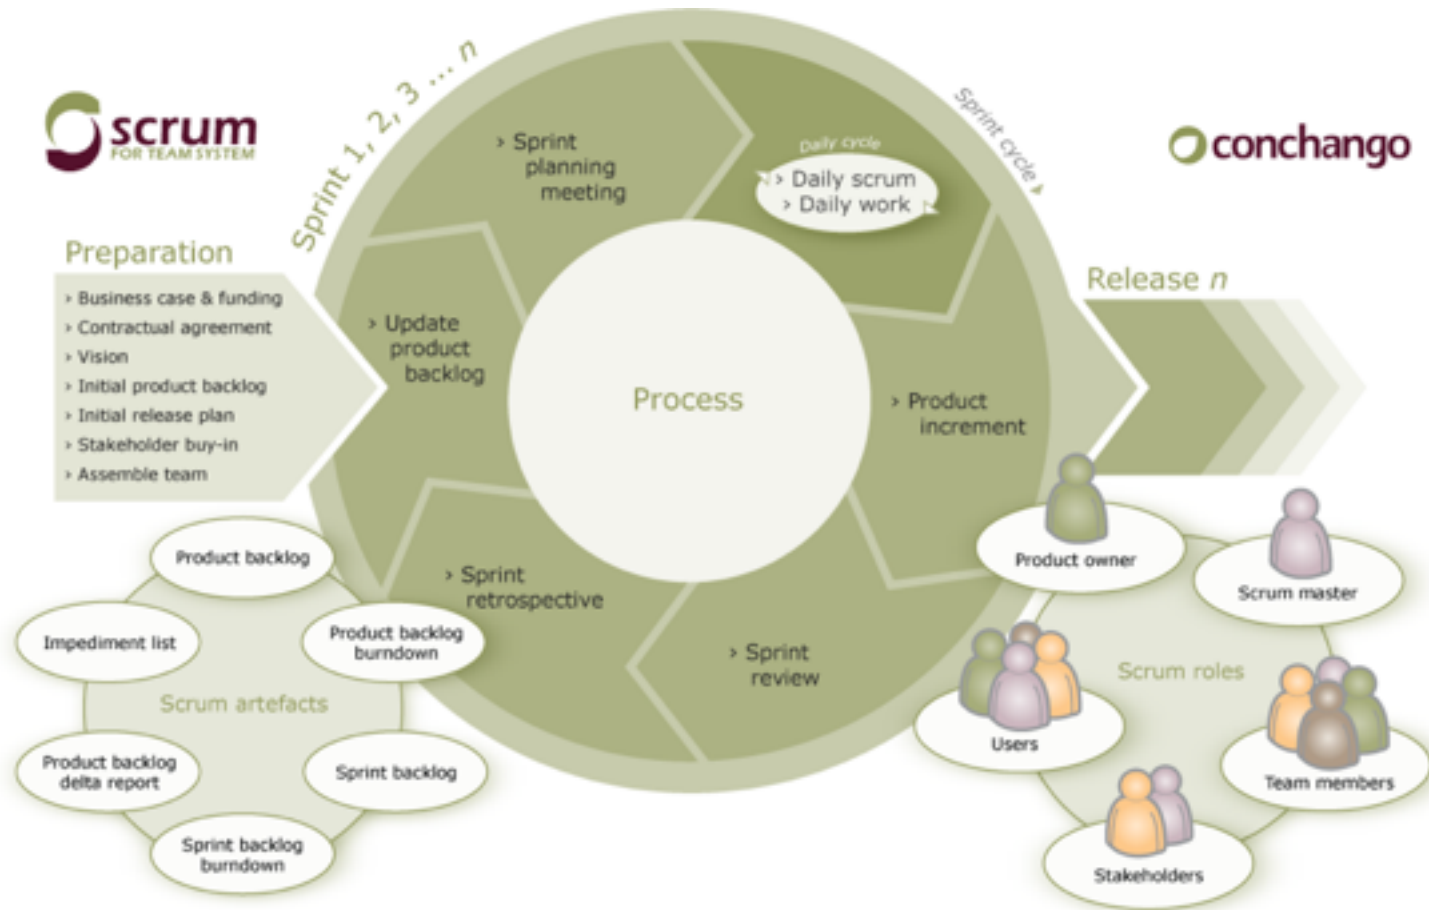 scrum
FOR TEAM SYSTEM
Sprint 1, 2, 3 ... n
Sprint cycle
conchango
Preparation
› Business case & funding
› Contractual agreement
› Vision
› Initial product backlog
› Initial release plan
› Stakeholder buy-in
› Assemble team
› Sprint
planning
meeting
Daily cycle
› Daily scrum
› Daily work
› Update
product
backlog
Process
› Product
increment
› Sprint
retrospective
› Sprint
review
Release n
Product backlog
Impediment list
Product backlog
burndown
Scrum artefacts
Product backlog
delta report
Sprint backlog
Sprint backlog
burndown
Product owner
Scrum master
Scrum roles
Users
Team members
Stakeholders